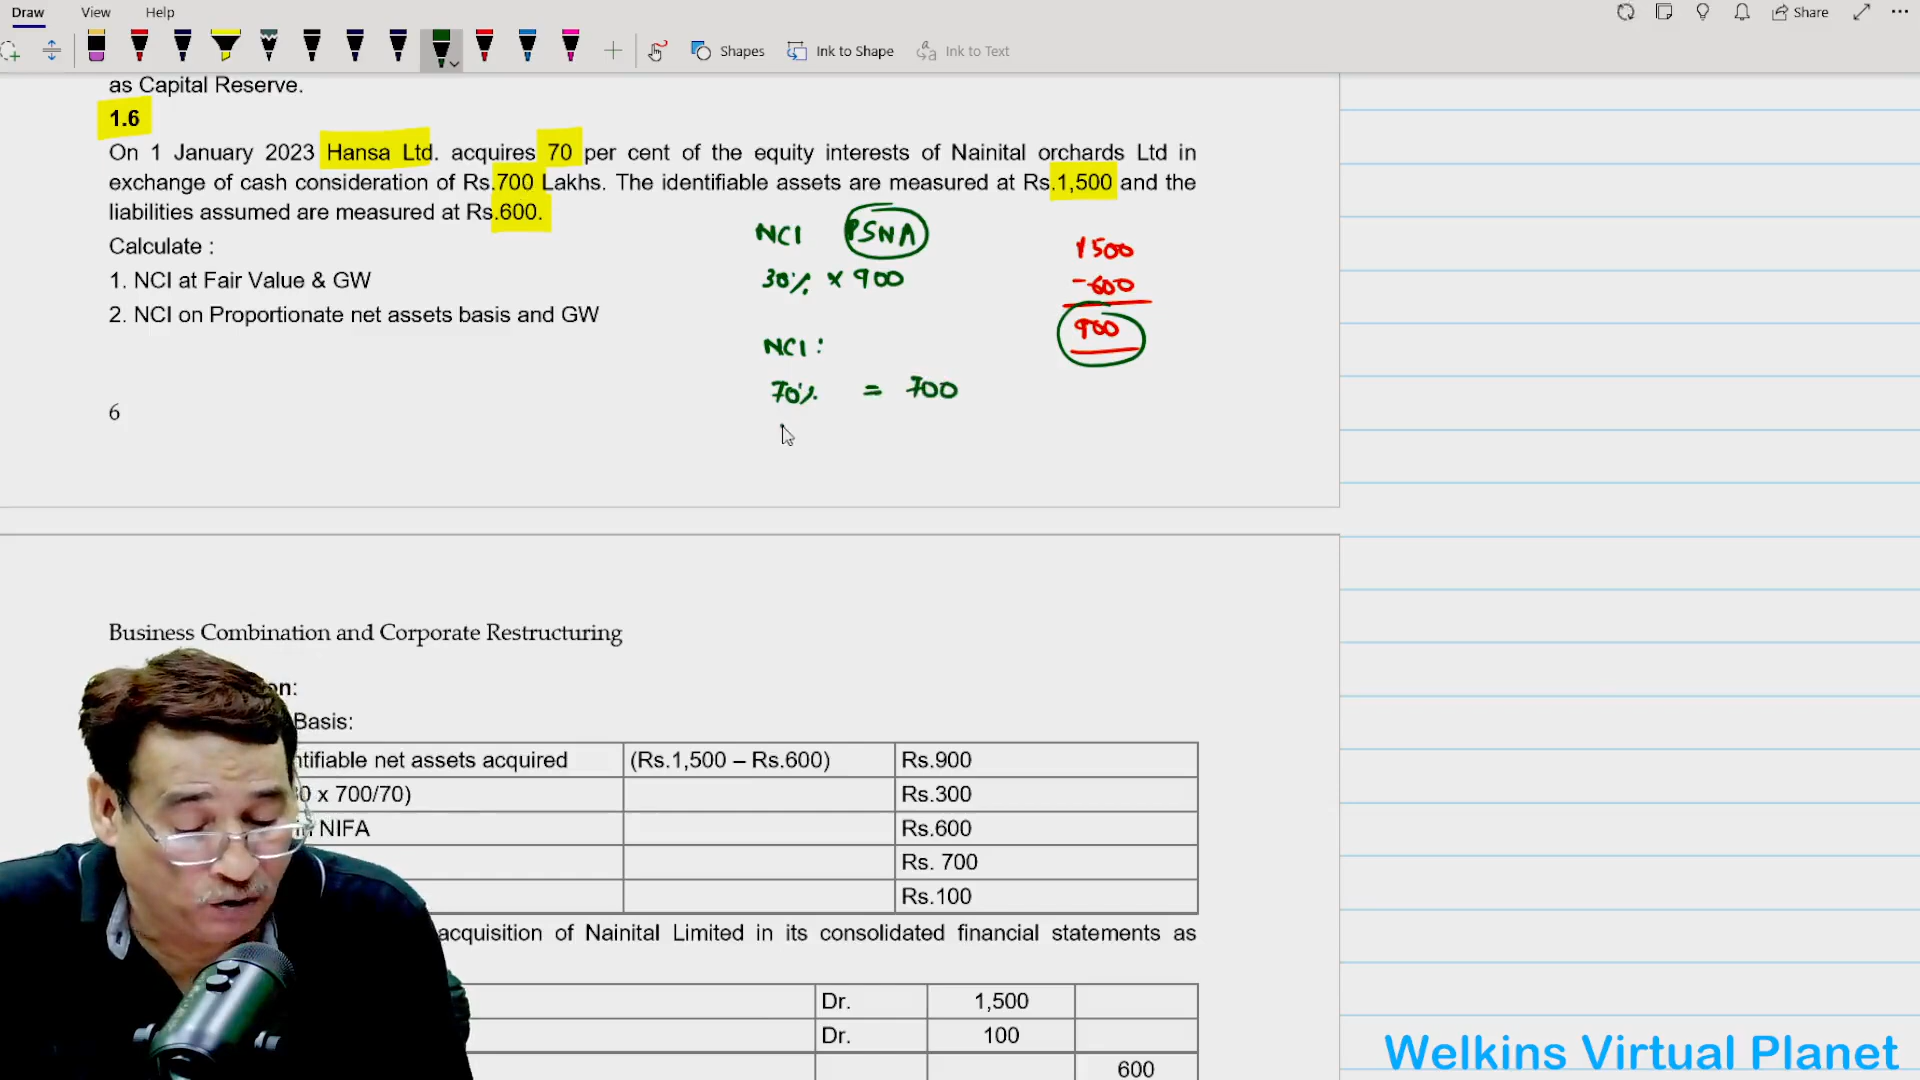 Draw View Help Share
Shapes Ink to Shape Ink to Text
as Capital Reserve.
1.6
On 1 January 2023 Hansa Ltd. acquires 70 per cent of the equity interests of Nainital orchards Ltd in
exchange of cash consideration of Rs.700 Lakhs. The identifiable assets are measured at Rs.1,500 and the
liabilities assumed are measured at Rs.600.
Calculate :
1. NCI at Fair Value & GW
2. NCI on Proportionate net assets basis and GW
NCI PSNA
30% x 900
NCI :
70% = 700
1500
-600
900
6
Business Combination and Corporate Restructuring
on:
Basis:
ntifiable net assets acquired (Rs.1,500 – Rs.600) Rs.900
0 x 700/70) Rs.300
in NIFA Rs.600
Rs. 700
Rs.100
acquisition of Nainital Limited in its consolidated financial statements as
Dr. 1,500
Dr. 100
600
Welkins Virtual Planet